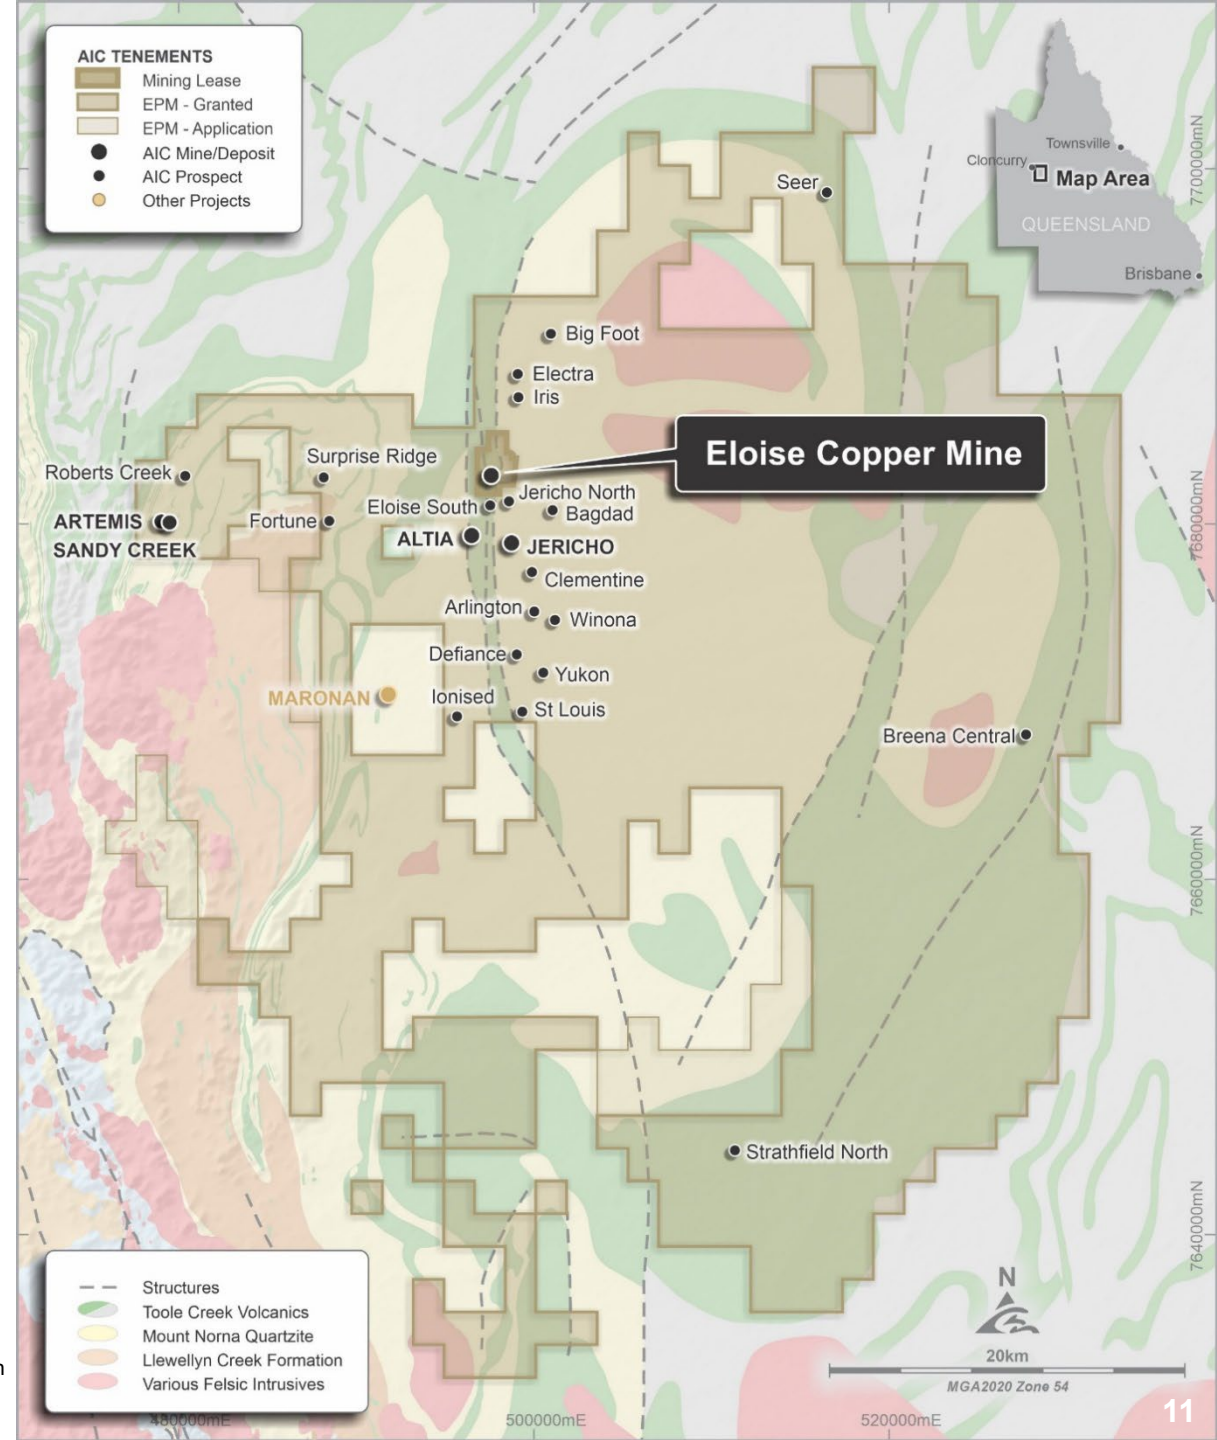 AIC TENEMENTS
Mining Lease
EPM - Granted
EPM - Application
AIC Mine/Deposit
AIC Prospect
Other Projects
Townsville
Cloncurry
Map Area
QUEENSLAND
Brisbane
7700000mN
Seer
Big Foot
Electra
Iris
Eloise Copper Mine
Roberts Creek
Surprise Ridge
Jericho North
Eloise South
Bagdad
ARTEMIS
Fortune
SANDY CREEK
ALTIA
JERICHO
7680000mN
Clementine
Arlington
Winona
Defiance
Yukon
MARONAN
Ionised
St Louis
Breena Central
7660000mN
Strathfield North
7640000mN
Structures
Toole Creek Volcanics
Mount Norna Quartzite
Llewellyn Creek Formation
Various Felsic Intrusives
N
20km
MGA2020 Zone 54
480000mE
500000mE
520000mE
11
n